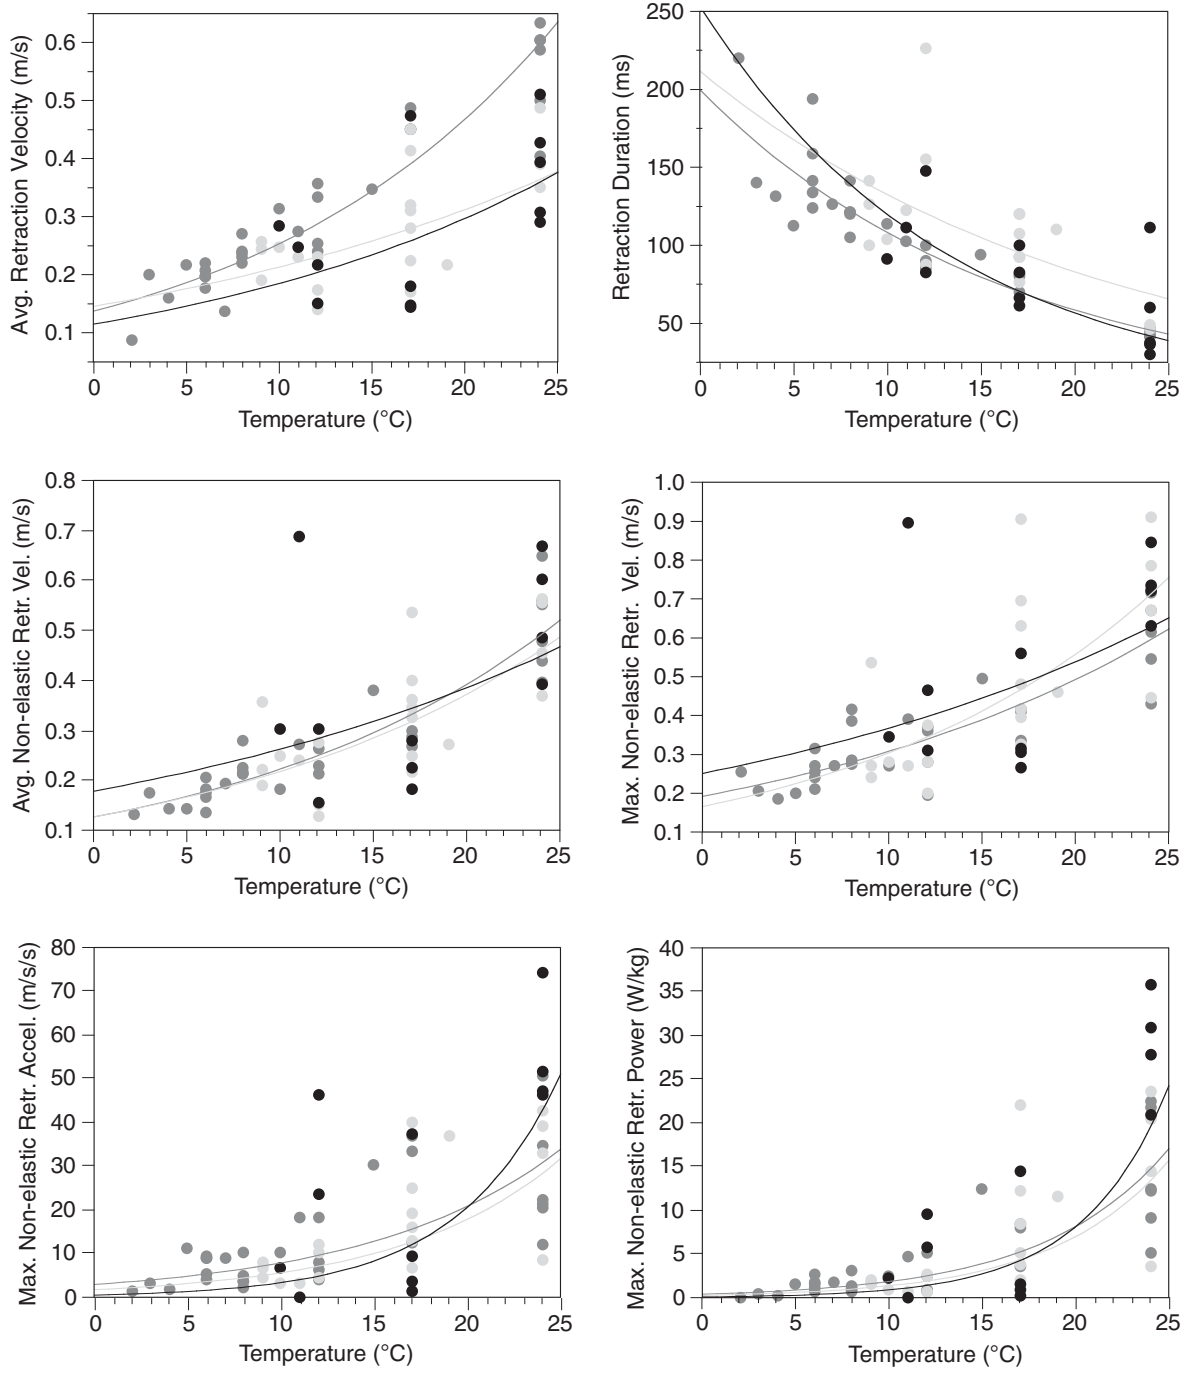 Avg. Retraction Velocity (m/s)
0.6
0.5
0.4
0.3
0.2
0.1
0 5 10 15 20 25
Temperature (°C)
Retraction Duration (ms)
250
200
150
100
50
0 5 10 15 20 25
Temperature (°C)
Avg. Non-elastic Retr. Vel. (m/s)
0.8
0.7
0.6
0.5
0.4
0.3
0.2
0.1
0 5 10 15 20 25
Temperature (°C)
Max. Non-elastic Retr. Vel. (m/s)
1.0
0.9
0.8
0.7
0.6
0.5
0.4
0.3
0.2
0.1
0 5 10 15 20 25
Temperature (°C)
Max. Non-elastic Retr. Accel. (m/s/s)
80
70
60
50
40
30
20
10
0
0 5 10 15 20 25
Temperature (°C)
Max. Non-elastic Retr. Power (W/kg)
40
35
30
25
20
15
10
5
0
0 5 10 15 20 25
Temperature (°C)